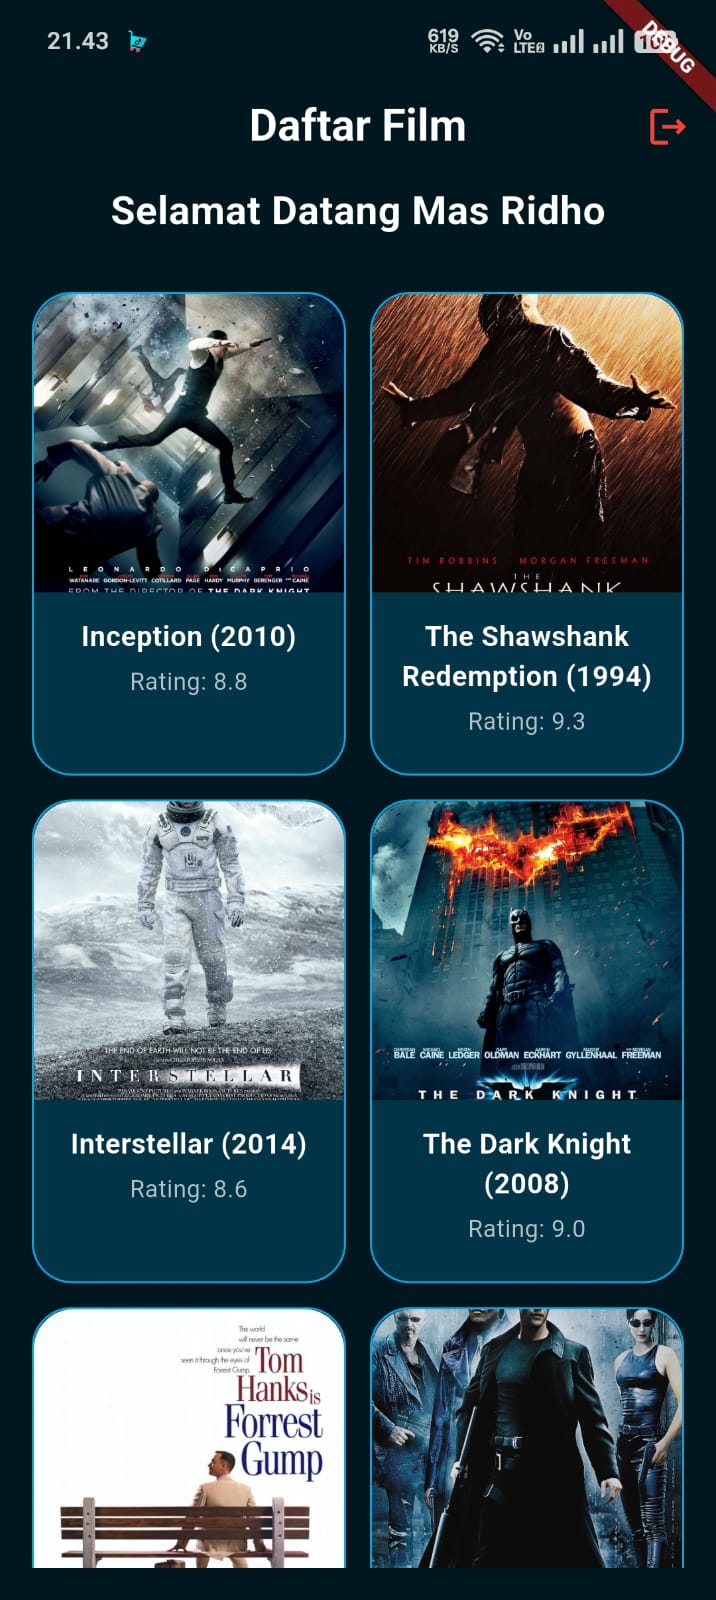 21.43
619 KB/S
Vo LTE2
DEBUG
Daftar Film
Selamat Datang Mas Ridho
LEONARDO DiCAPRIO
WATANABE GORDON-LEVITT COTILLARD PAGE HARDY MURPHY BERENGER AND CAINE
FROM THE DIRECTOR OF THE DARK KNIGHT
TIM ROBBINS MORGAN FREEMAN
THE
SHAWSHANK
Inception (2010)
Rating: 8.8
The Shawshank
Redemption (1994)
Rating: 9.3
THE END OF EARTH WILL NOT BE THE END OF US
INTERSTELLAR
BALE CAINE LEDGER OLDMAN ECKHART GYLLENHAAL FREEMAN
THE DARK KNIGHT
Interstellar (2014)
Rating: 8.6
The Dark Knight
(2008)
Rating: 9.0
The world
will never be the same
once you've
seen it through the eyes of
Forrest Gump.
Tom
Hanks is
Forrest
Gump